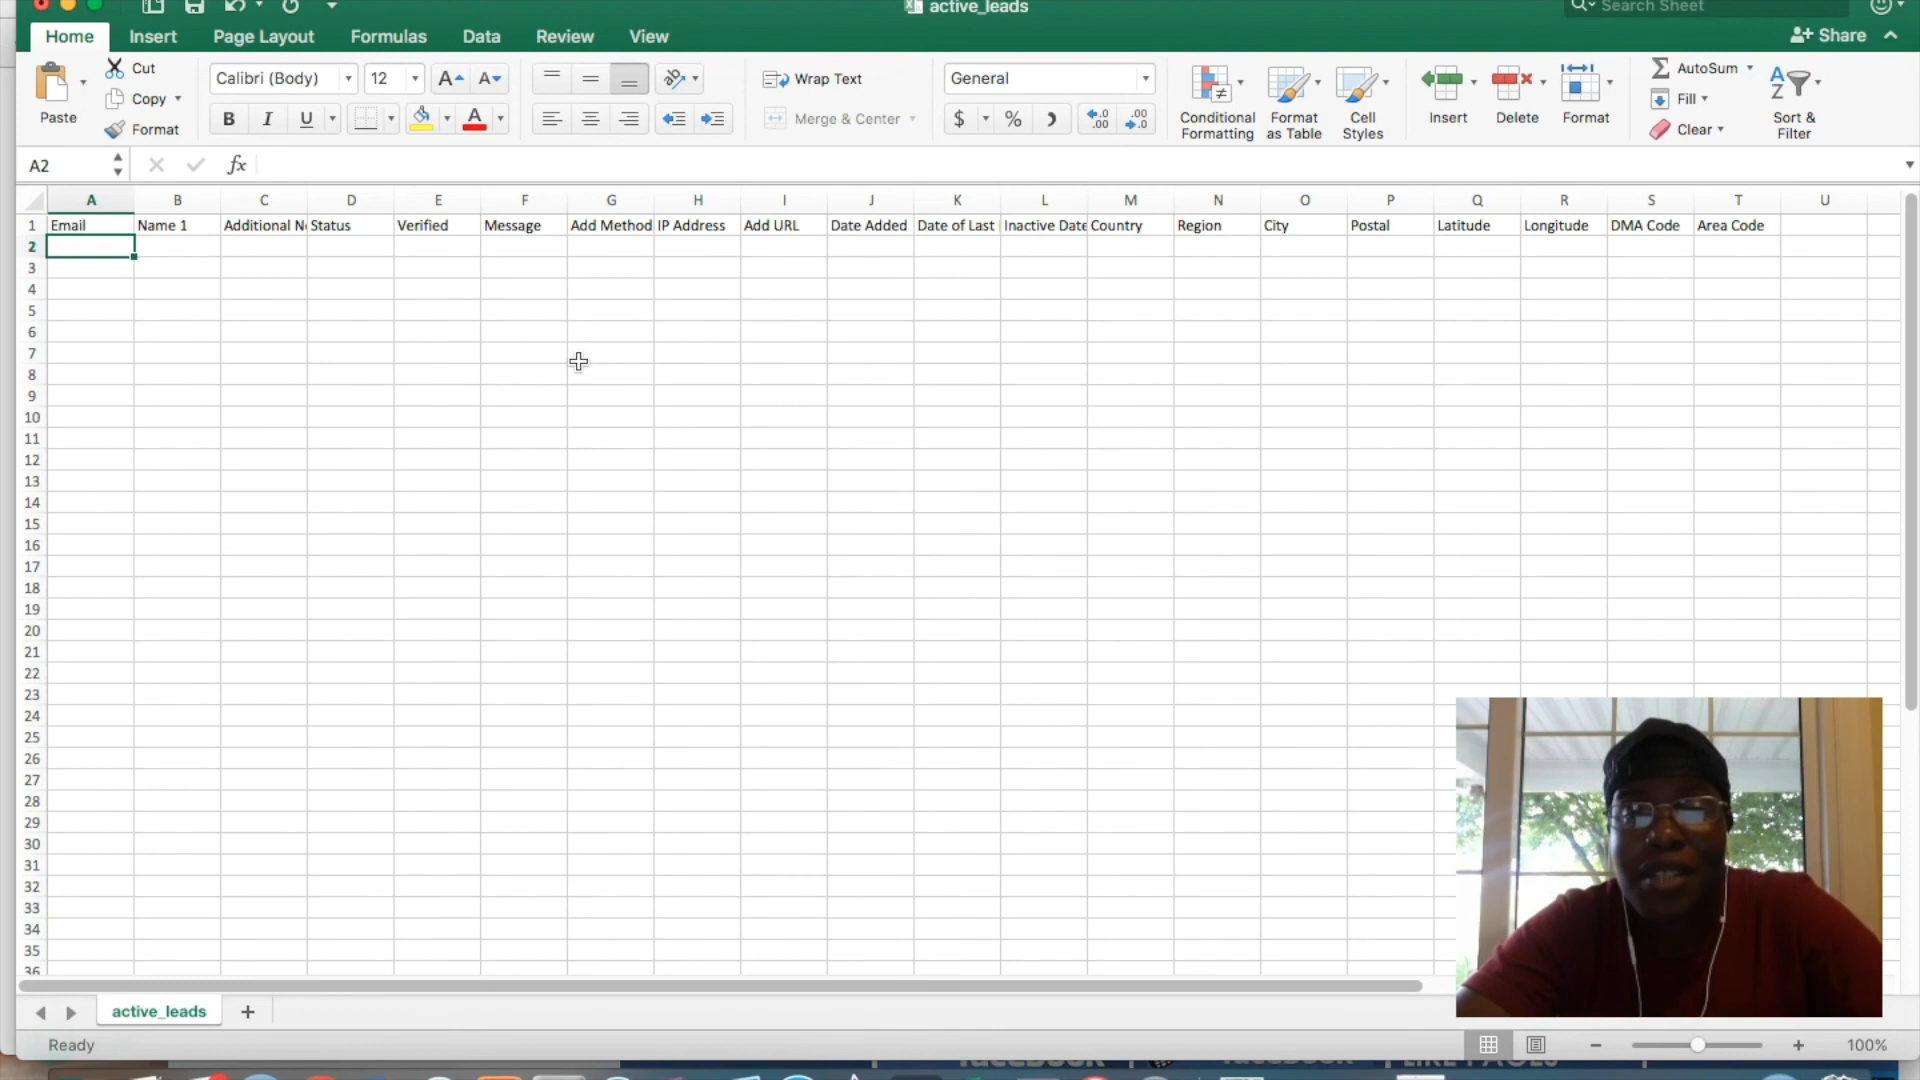 active_leads
Search Sheet
Home Insert Page Layout Formulas Data Review View
Share
Paste
Cut
Copy
Format
Calibri (Body) 12
A A
B I U A
Wrap Text
Merge & Center
General
$ %
.00 .0
.00
Conditional Formatting
Format as Table
Cell Styles
Insert
Delete
Format
AutoSum
Fill
Clear
Sort & Filter
A2 fx
A B C D E F G H I J K L M N O P Q R S T U
1 Email Name 1 Additional N Status Verified Message Add Method IP Address Add URL Date Added Date of Last Inactive Date Country Region City Postal Latitude Longitude DMA Code Area Code
2
3
4
5
6
7
8
9
10
11
12
13
14
15
16
17
18
19
20
21
22
23
24
25
26
27
28
29
30
31
32
33
34
35
36
active_leads
Ready
100%